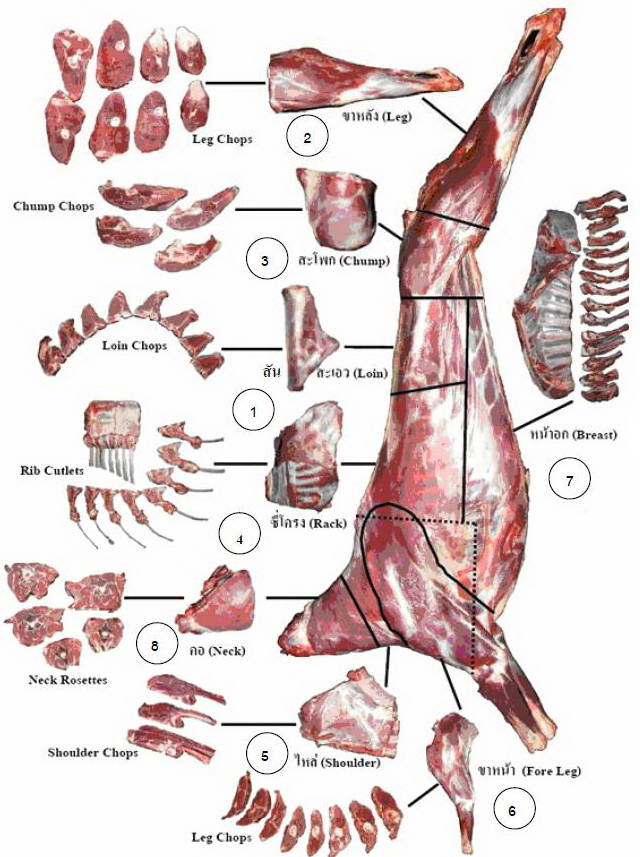 ขาหลัง (Leg)
Leg Chops
2
Chump Chops
3
สะโพก (Chump)
Loin Chops
สัน สะเอว (Loin)
1
Rib Cutlets
4
ซี่โครง (Rack)
หน้าอก (Breast)
7
8
คอ (Neck)
Neck Rosettes
Shoulder Chops
5
ไหล่ (Shoulder)
ขาหน้า (Fore Leg)
6
Leg Chops